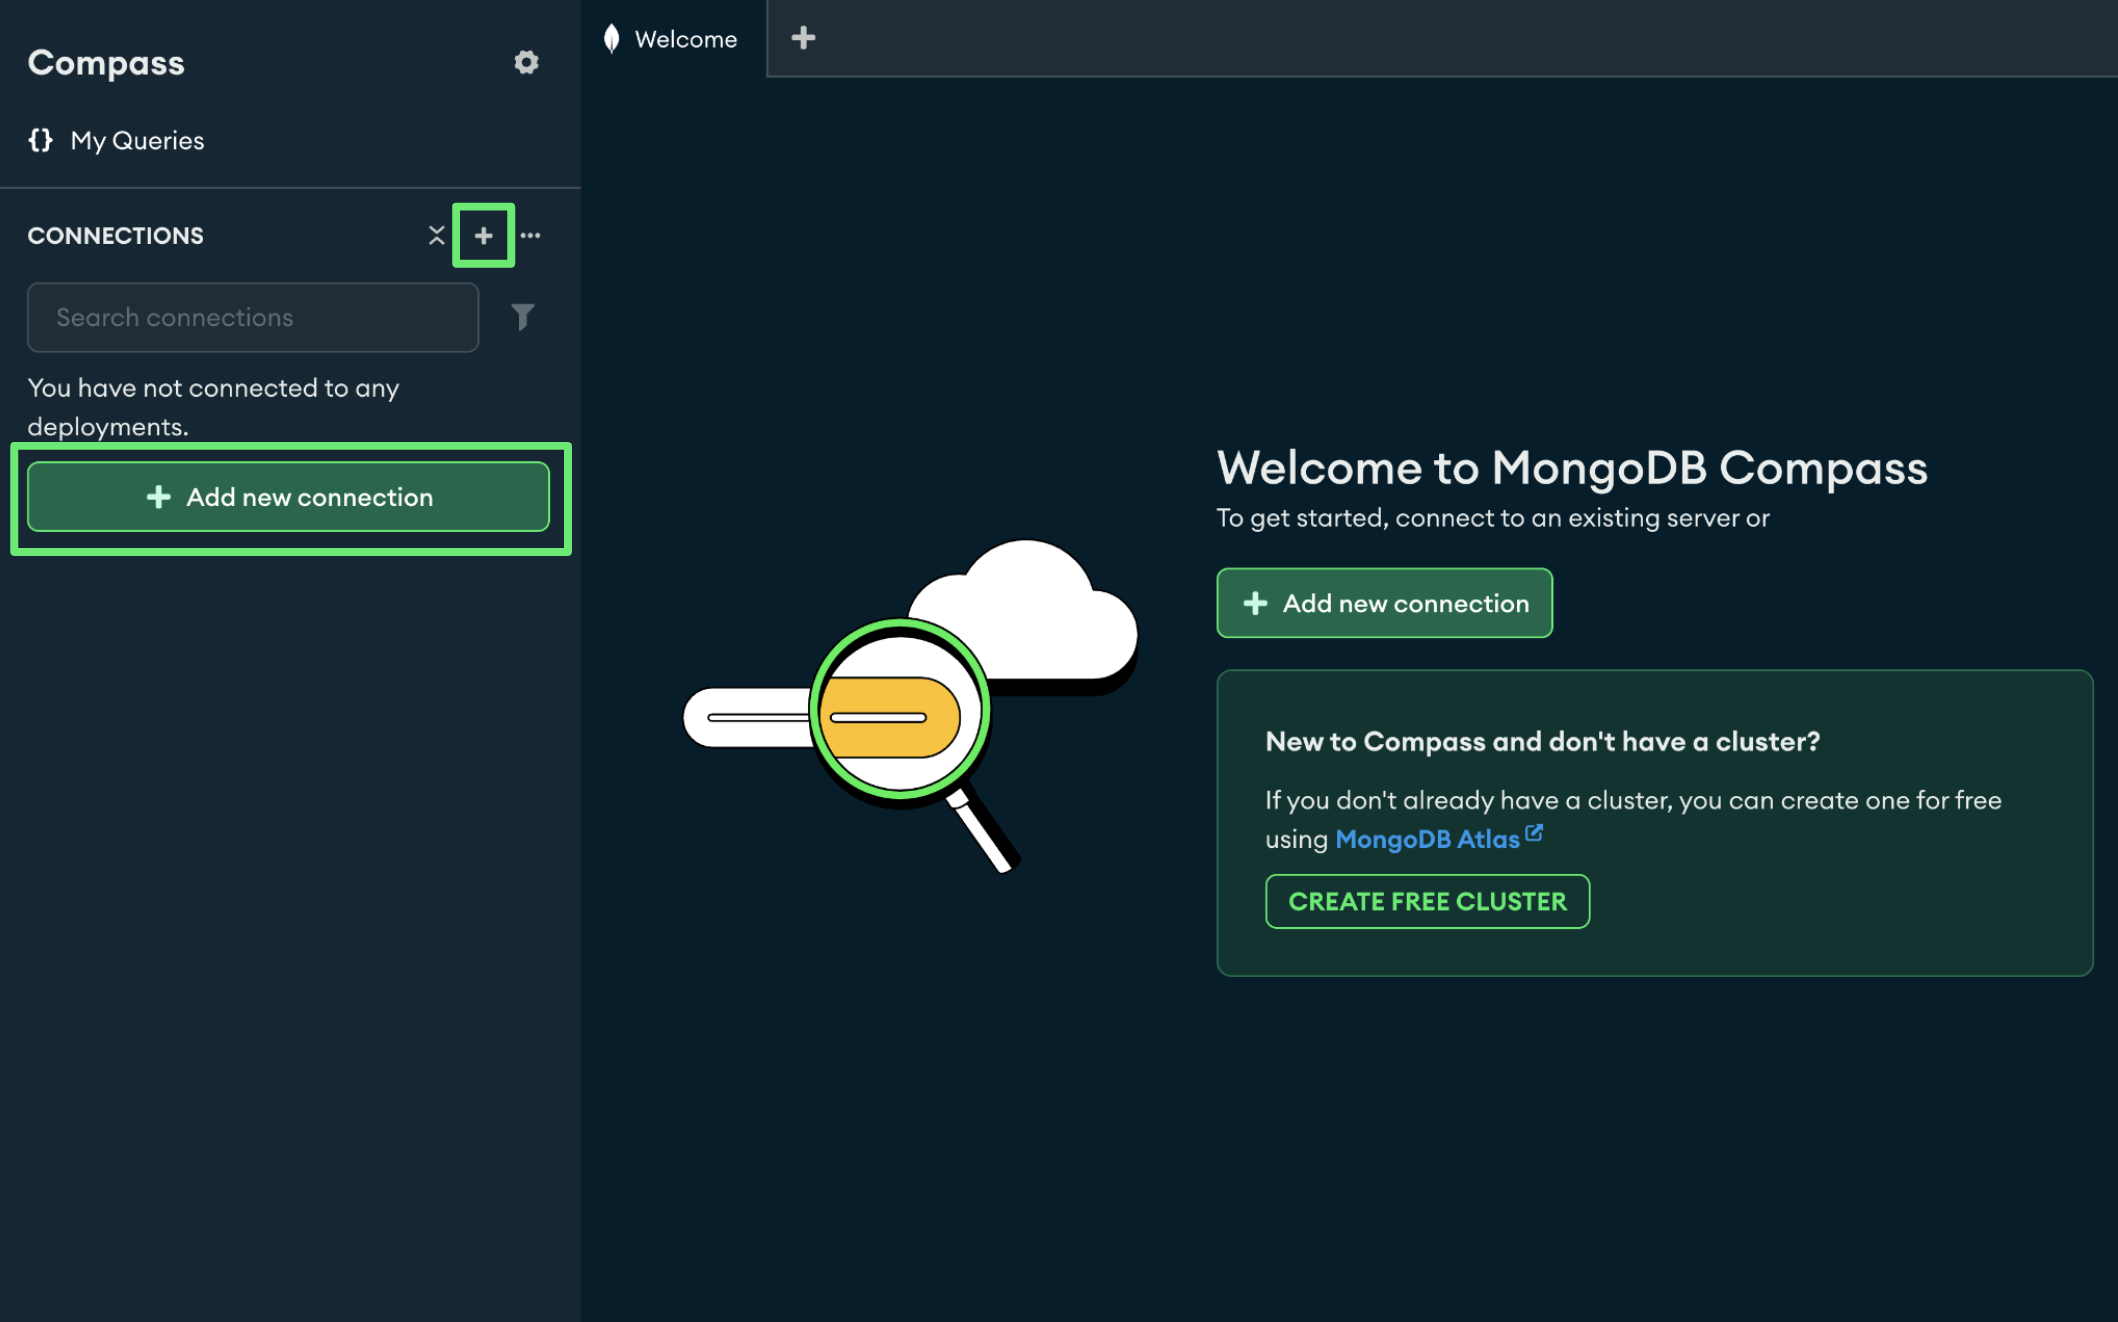 Compass
{} My Queries
CONNECTIONS
Search connections
You have not connected to any
deployments.
+ Add new connection
Welcome
Welcome to MongoDB Compass
To get started, connect to an existing server or
+ Add new connection
New to Compass and don't have a cluster?
If you don't already have a cluster, you can create one for free
using MongoDB Atlas
CREATE FREE CLUSTER